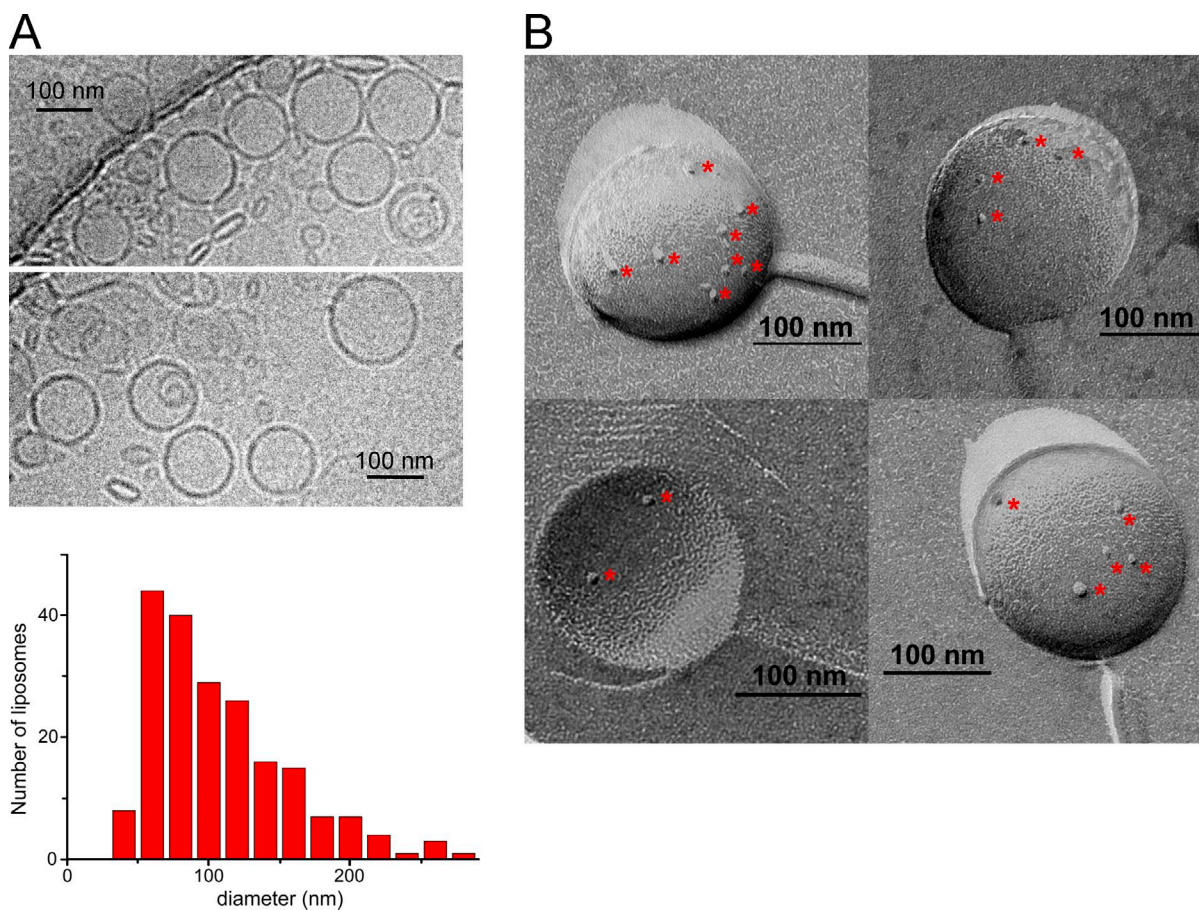 A
100 nm
100 nm
Number of liposomes
40
20
0
0
100
200
diameter (nm)
B
* * * * * * * *
100 nm
* * * *
100 nm
* *
100 nm
* * * * *
100 nm